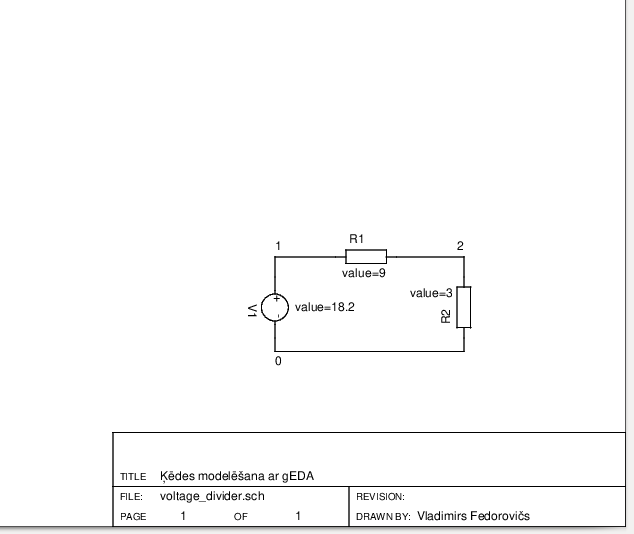 1
R1
2
value=9
value=3
R2
V1
+
-
value=18.2
0
TITLE Ķēdes modelēšana ar gEDA
FILE: voltage_divider.sch
REVISION:
PAGE 1 OF 1
DRAWN BY: Vladimirs Fedorovičs